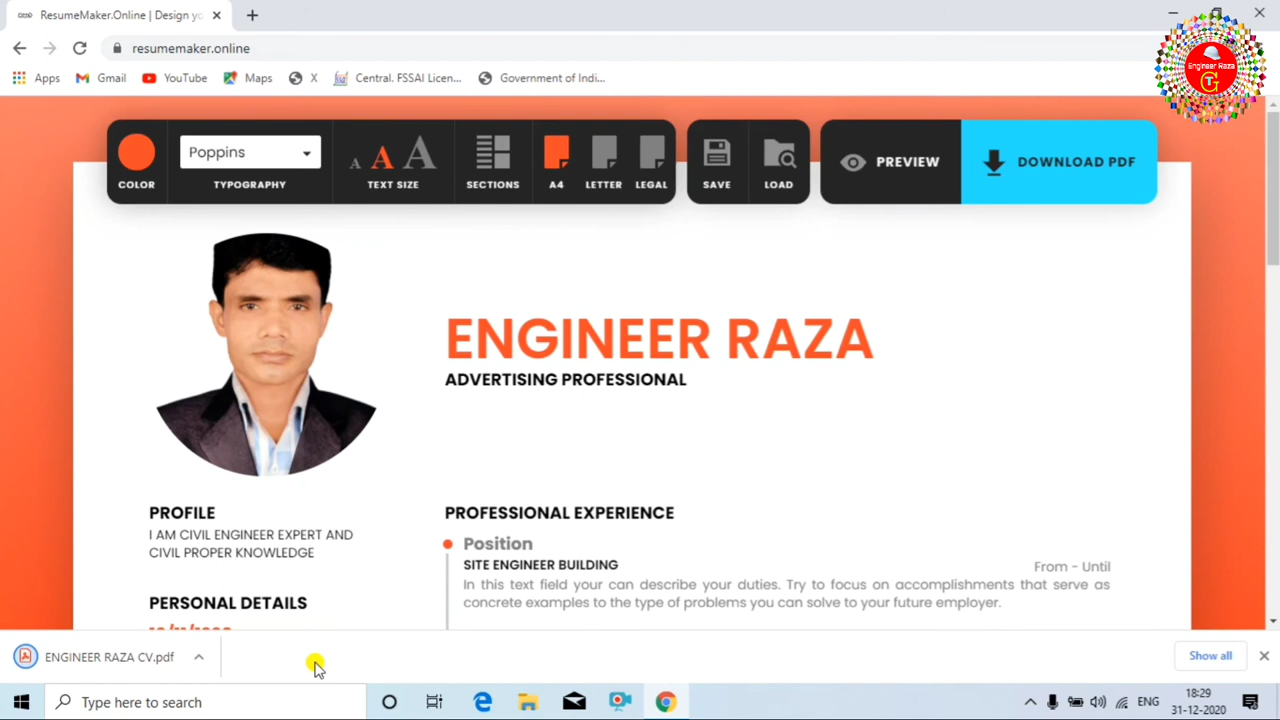 ResumeMaker.Online | Design yo
resumemaker.online
Apps Gmail YouTube Maps X Central. FSSAI Licen... Government of Indi...
Engineer Raza
T G
Poppins
A A A
PREVIEW
DOWNLOAD PDF
COLOR TYPOGRAPHY TEXT SIZE SECTIONS A4 LETTER LEGAL SAVE LOAD
ENGINEER RAZA
ADVERTISING PROFESSIONAL
PROFILE
I AM CIVIL ENGINEER EXPERT AND
CIVIL PROPER KNOWLEDGE
PERSONAL DETAILS
PROFESSIONAL EXPERIENCE
Position
SITE ENGINEER BUILDING
From - Until
In this text field your can describe your duties. Try to focus on accomplishments that serve as
concrete examples to the type of problems you can solve to your future employer.
ENGINEER RAZA CV.pdf
Show all
Type here to search
ENG
18:29
31-12-2020